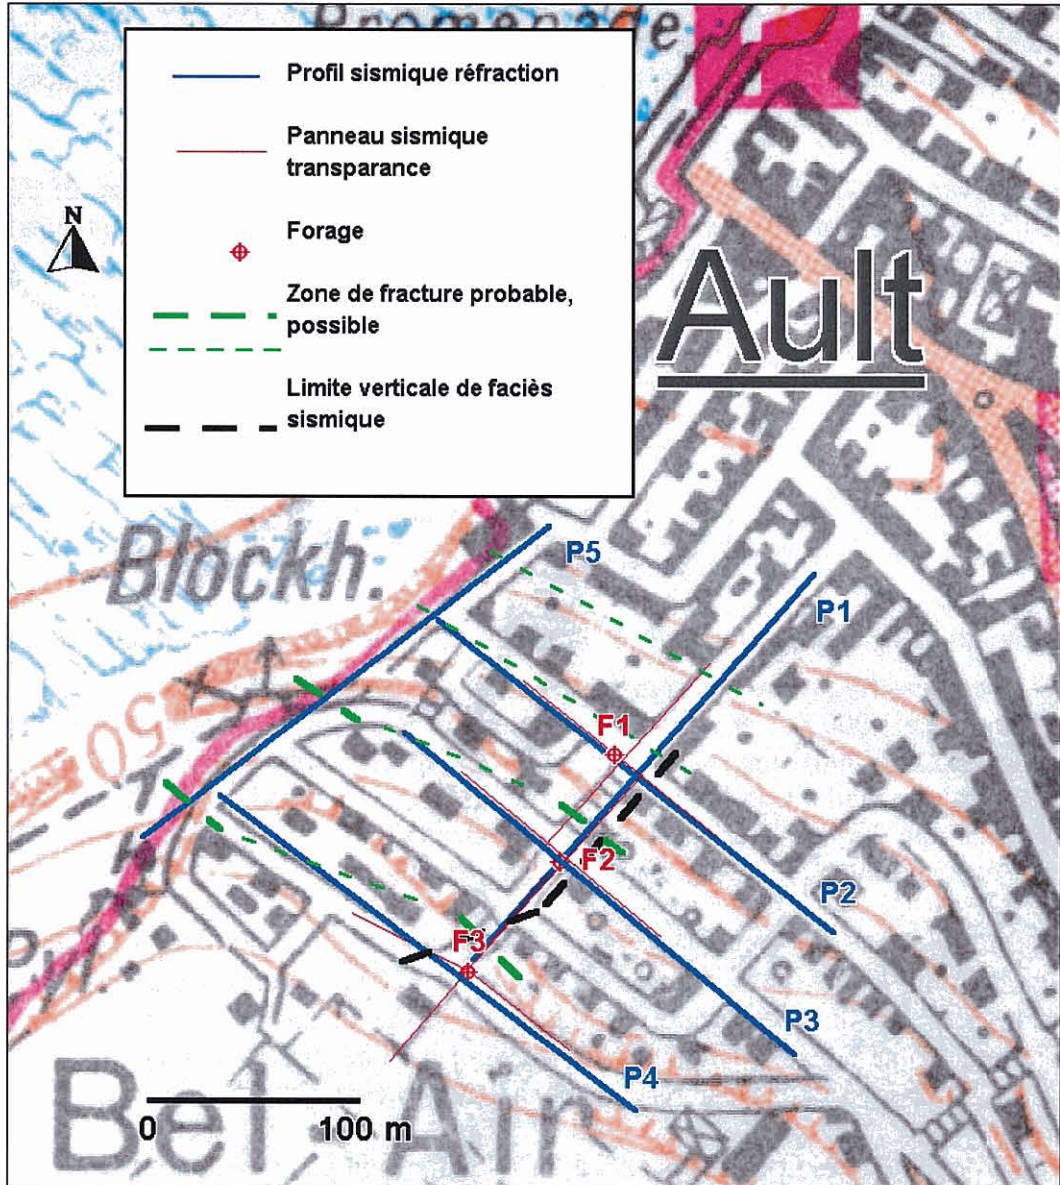 Promenade
Profil sismique réfraction
Panneau sismique
transparance
N
Forage
Zone de fracture probable,
possible
Limite verticale de faciès
sismique
Ault
Blockh.
P5
P1
50
F1
F2
P2
F3
P3
P4
Bel Air
0 100 m